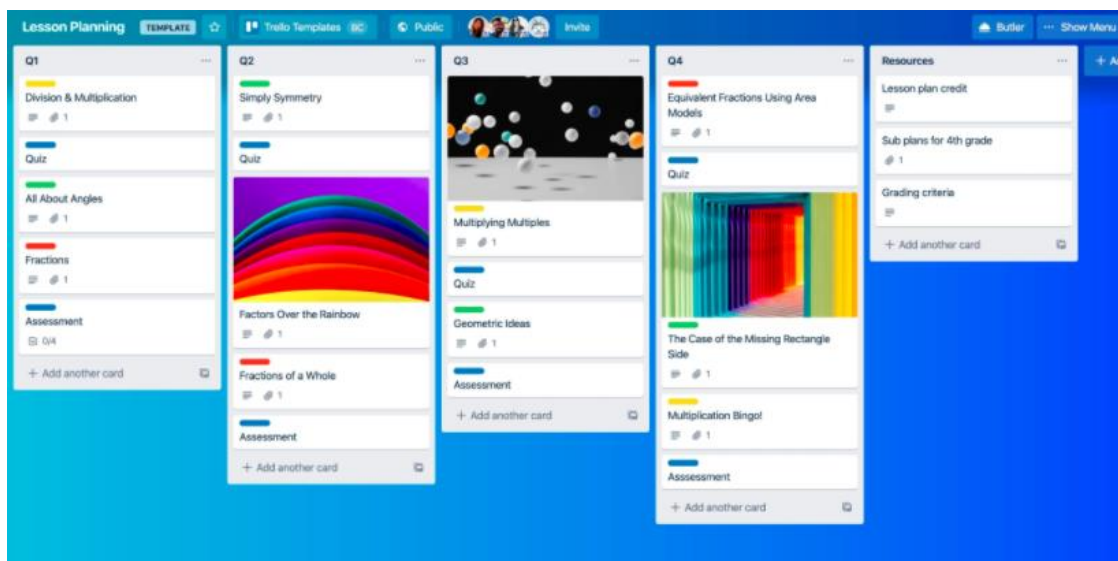 Lesson Planning TEMPLATE Trello Templates BC Public Invite Butler ... Show Menu
Q1 ...
Division & Multiplication
1
Quiz
All About Angles
1
Fractions
1
Assessment
0/4
+ Add another card
Q2 ...
Simply Symmetry
1
Quiz
Factors Over the Rainbow
1
Fractions of a Whole
1
Assessment
+ Add another card
Q3 ...
Multiplying Multiples
1
Quiz
Geometric Ideas
1
Assessment
+ Add another card
Q4 ...
Equivalent Fractions Using Area
Models
1
Quiz
The Case of the Missing Rectangle
Side
1
Multiplication Bingo!
1
Asssessment
+ Add another card
Resources ...
Lesson plan credit
Sub plans for 4th grade
1
Grading criteria
+ Add another card
+ A